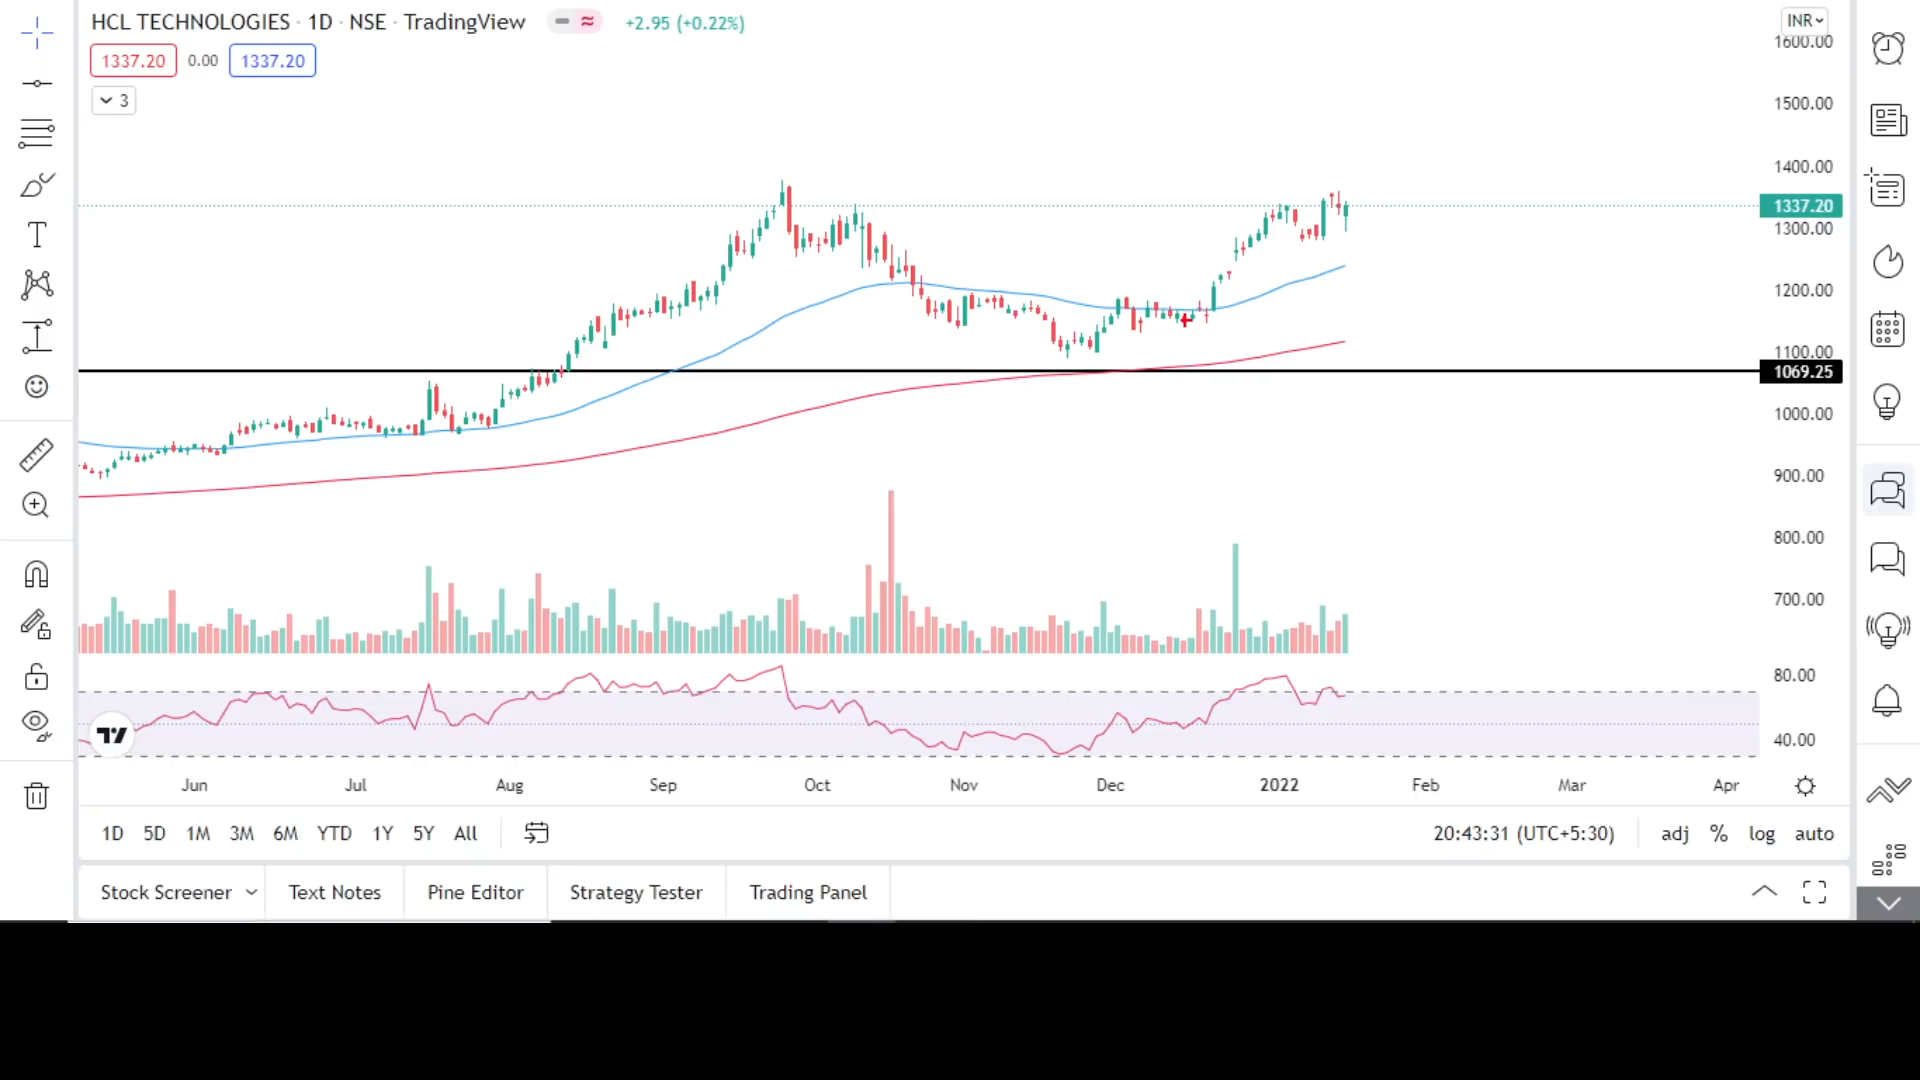 HCL TECHNOLOGIES · 1D · NSE · TradingView +2.95 (+0.22%)
1337.20 0.00 1337.20
3
INR
1600.00
1500.00
1400.00
1337.20
1300.00
1200.00
1100.00
1069.25
1000.00
900.00
800.00
700.00
80.00
40.00
Jun Jul Aug Sep Oct Nov Dec 2022 Feb Mar Apr
1D 5D 1M 3M 6M YTD 1Y 5Y All 20:43:31 (UTC+5:30) adj % log auto
Stock Screener Text Notes Pine Editor Strategy Tester Trading Panel